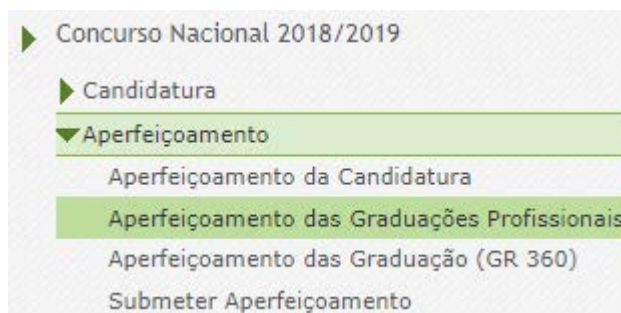 Concurso Nacional 2018/2019
Candidatura
Aperfeiçoamento
Aperfeiçoamento da Candidatura
Aperfeiçoamento das Graduações Profissionais
Aperfeiçoamento das Graduação (GR 360)
Submeter Aperfeiçoamento